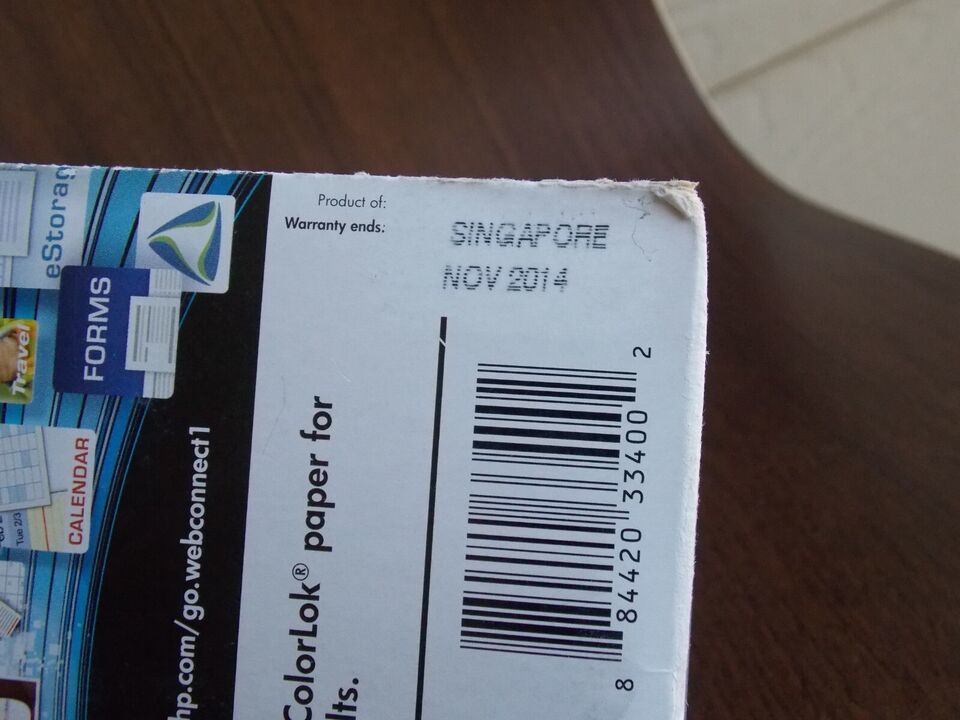 Product of:
Warranty ends:
SINGAPORE
NOV 2014
8 84420 33400 2
ColorLok® paper for
lts.
hp.com/go.webconnect1
eStorag
FORMS
Travel
CALENDAR
Tue 2/3